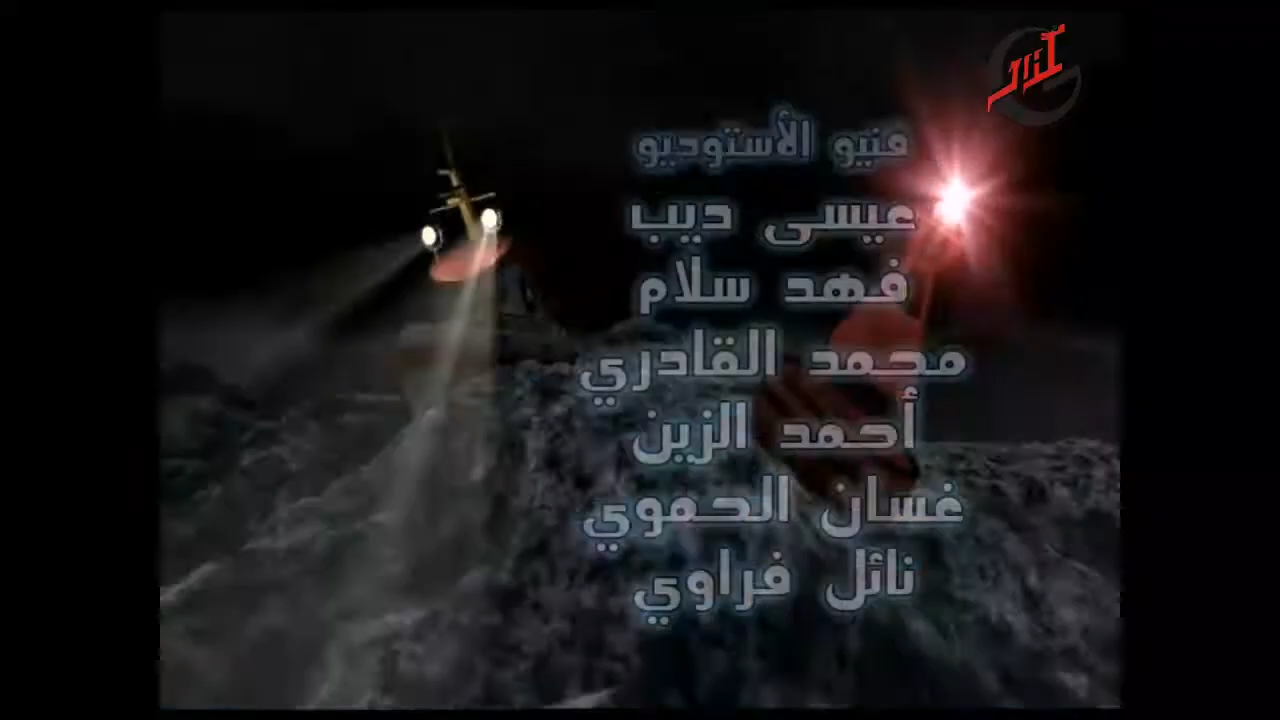 فنيو الأستوديو
عيسى ديب
فهد سلام
محمد القادري
أحمد الزين
غسان الحموي
نائل فراوي